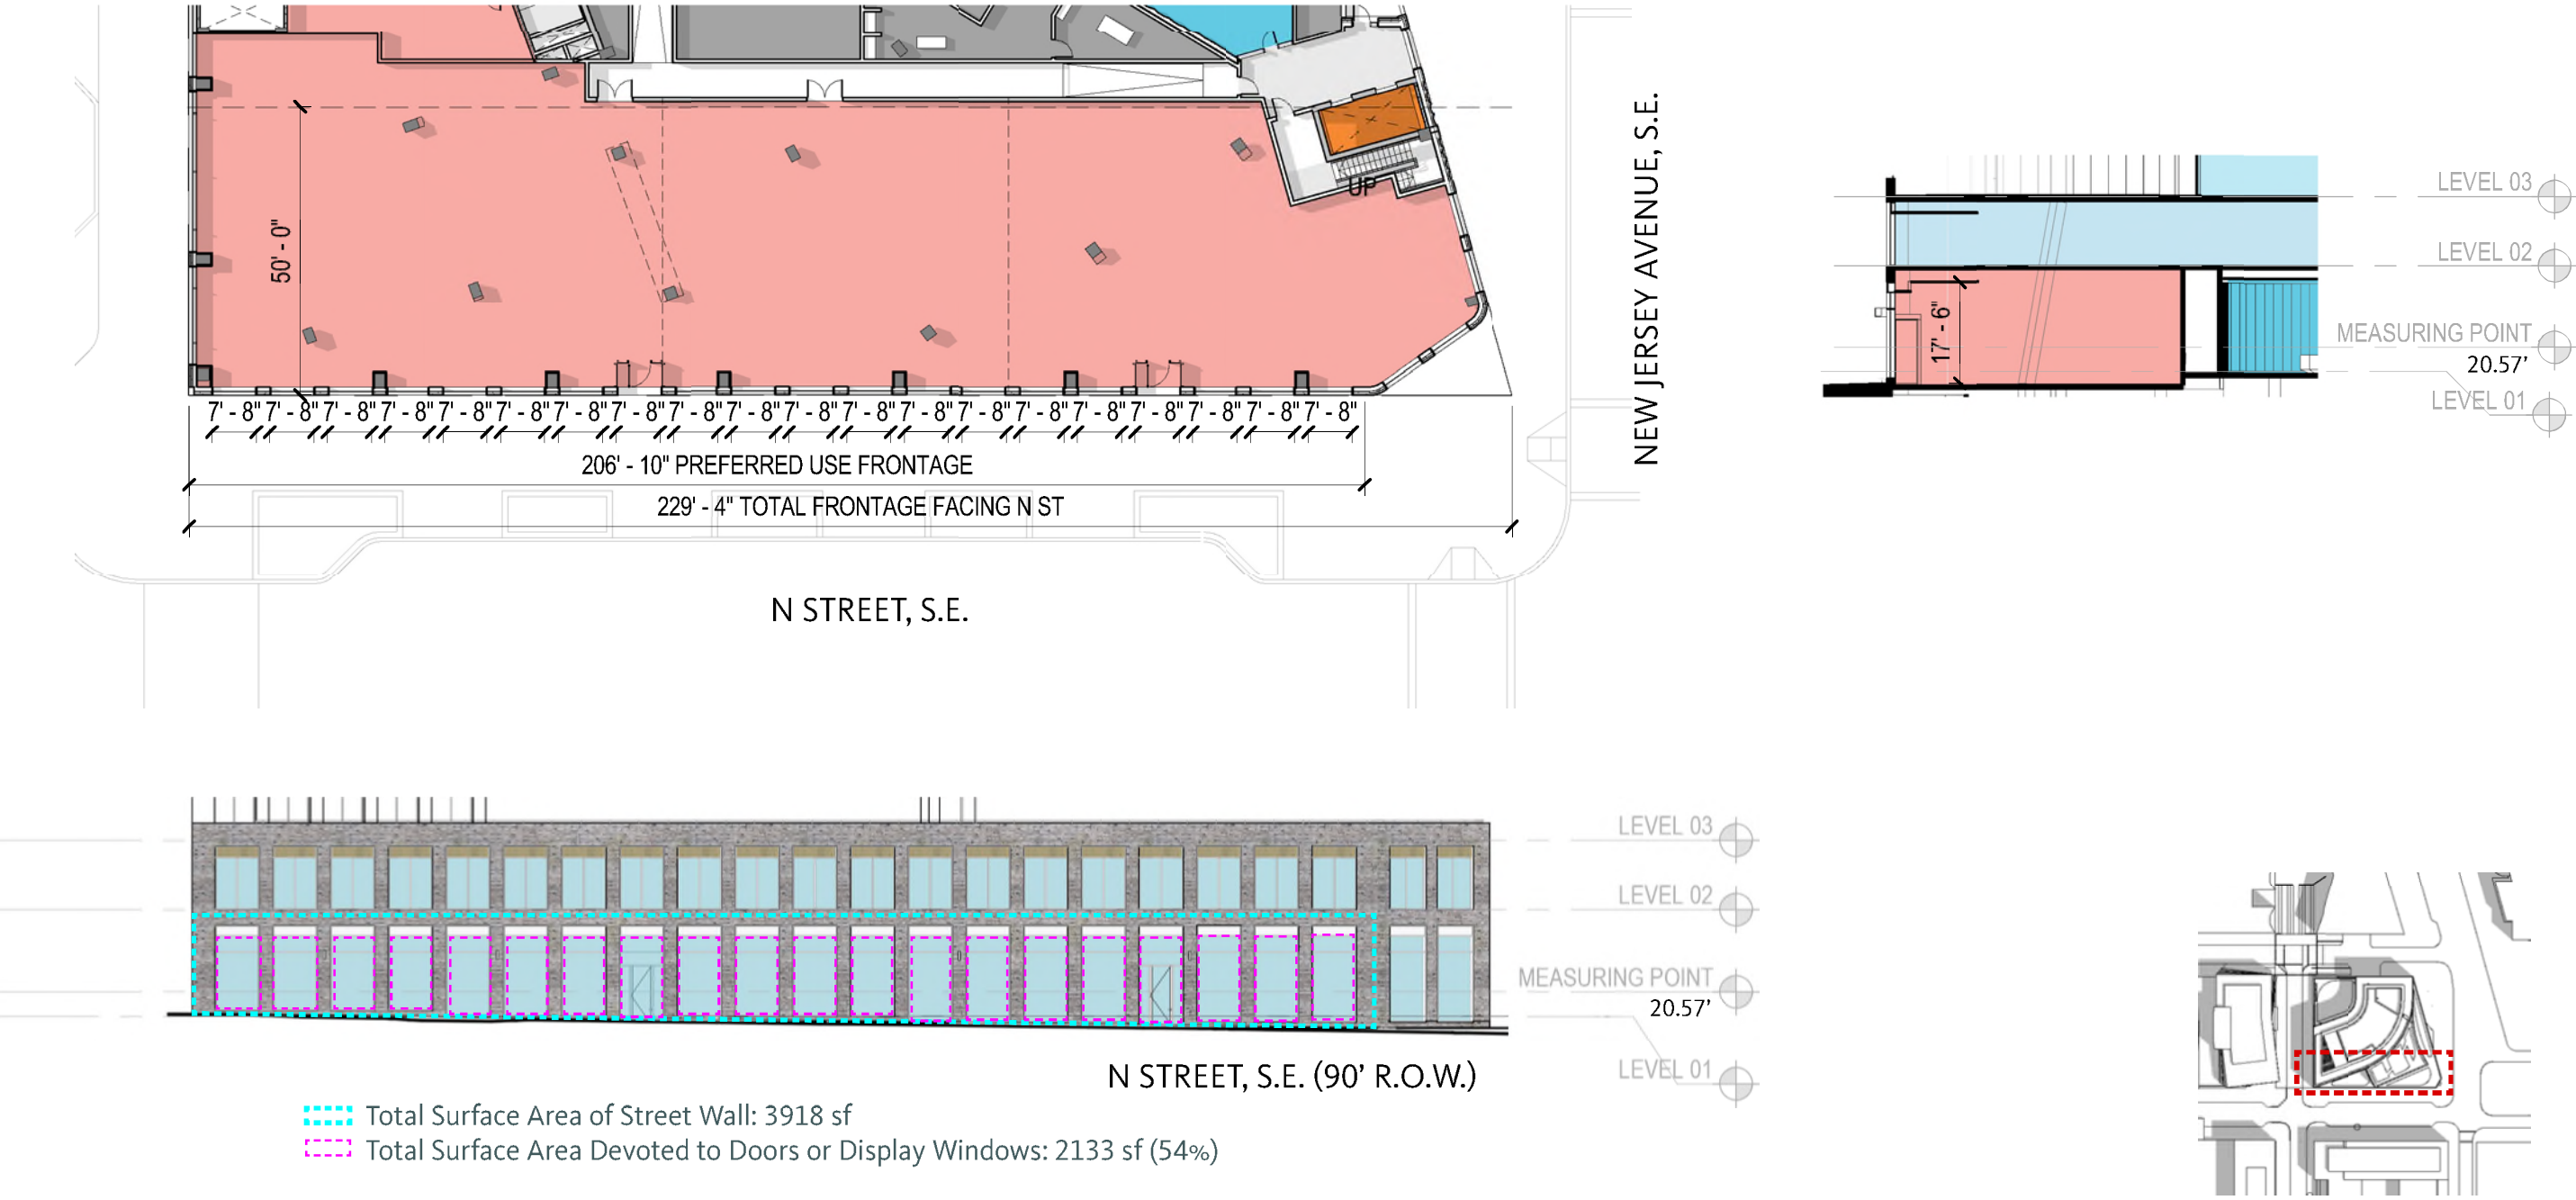 UP
50' - 0"
7' - 8" 7' - 8" 7' - 8" 7' - 8" 7' - 8" 7' - 8" 7' - 8" 7' - 8" 7' - 8" 7' - 8" 7' - 8" 7' - 8" 7' - 8" 7' - 8" 7' - 8" 7' - 8" 7' - 8" 7' - 8" 7' - 8" 7' - 8"
206' - 10" PREFERRED USE FRONTAGE
229' - 4" TOTAL FRONTAGE FACING N ST
N STREET, S.E.
NEW JERSEY AVENUE, S.E.
LEVEL 03
LEVEL 02
17' - 6"
MEASURING POINT
20.57'
LEVEL 01
LEVEL 03
LEVEL 02
MEASURING POINT
20.57'
LEVEL 01
N STREET, S.E. (90' R.O.W.)
Total Surface Area of Street Wall: 3918 sf
Total Surface Area Devoted to Doors or Display Windows: 2133 sf (54%)